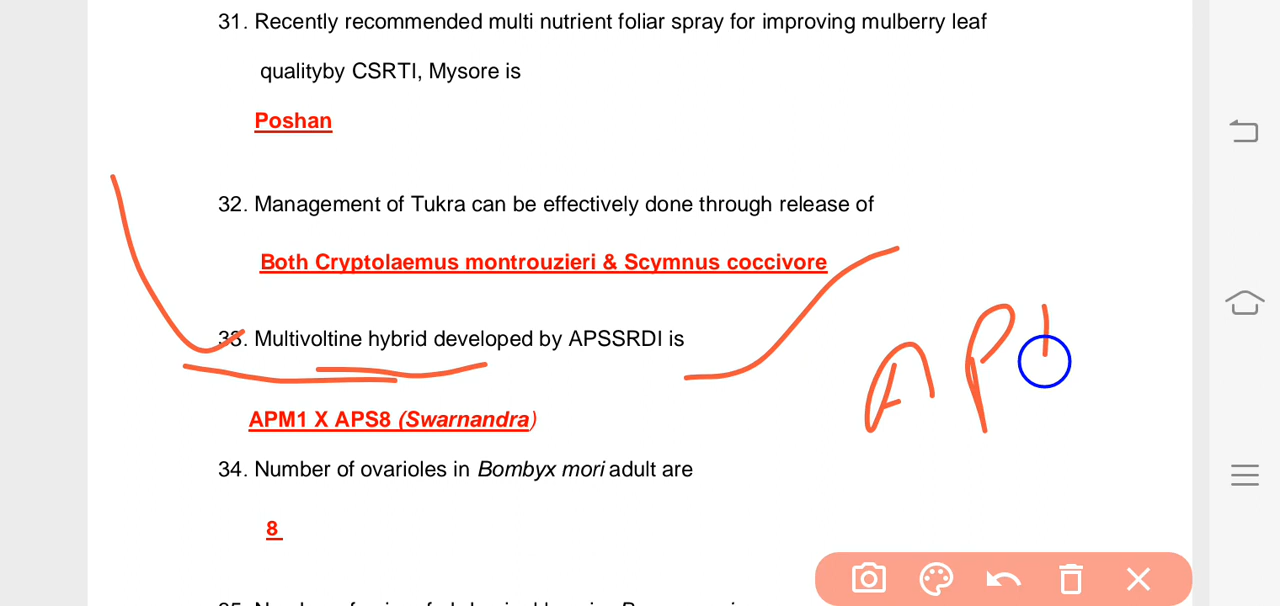 31. Recently recommended multi nutrient foliar spray for improving mulberry leaf
qualityby CSRTI, Mysore is
Poshan
32. Management of Tukra can be effectively done through release of
Both Cryptolaemus montrouzieri & Scymnus coccivore
33. Multivoltine hybrid developed by APSSRDI is
AP
APM1 X APS8 (Swarnandra)
34. Number of ovarioles in Bombyx mori adult are
8